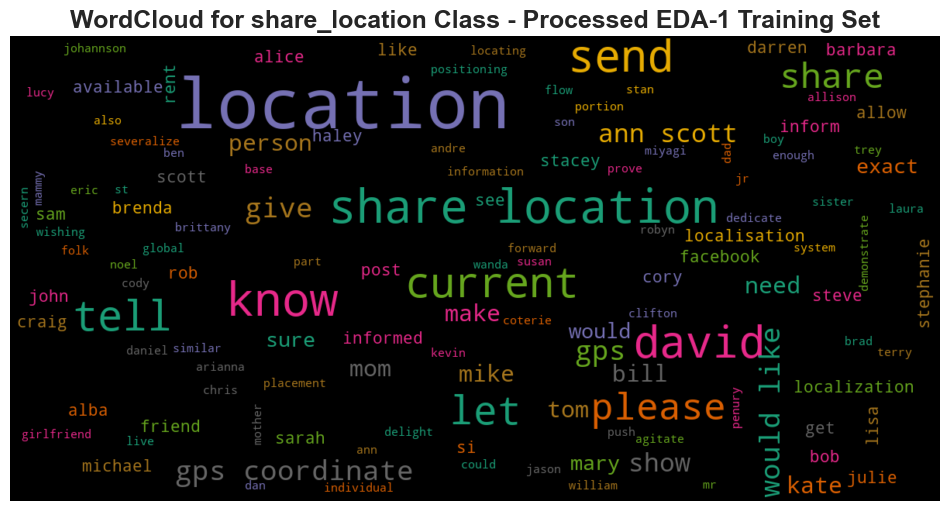 WordCloud for share_location Class - Processed EDA-1 Training Set
johannson alice like locating send darren barbara
positioning share
lucy available rent location flow stan allison
also portion inform allow
severalize person haley son ann scott boy
ben andre stacey miyagi dad enough trey
scott base information prove jr exact
secern mammy eric st
sam brenda give share location see dedicate sister laura
wishing brittany robyn localisation
folk global forward system demonstrate stephanie
noel rob part post wanda susan facebook
cody current cory need
john know make steve
craig tell coterie clifton
sure informed would david brad
daniel similar kevin gps terry
arianna mom mike bill would like
chris placement localization
alba let tom please penury lisa
friend mother get
girlfriend live sarah delight push agitate bob
ann si
michael gps coordinate could mary show julie
jason kate
dan individual william mr